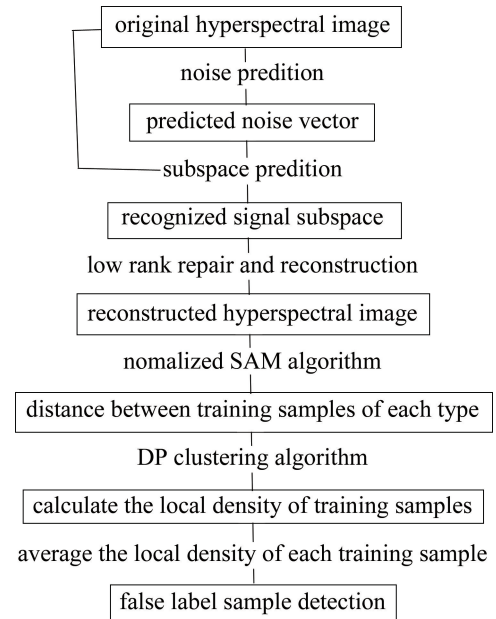 original hyperspectral image
noise predition
predicted noise vector
subspace predition
recognized signal subspace
low rank repair and reconstruction
reconstructed hyperspectral image
nomalized SAM algorithm
distance between training samples of each type
DP clustering algorithm
calculate the local density of training samples
average the local density of each training sample
false label sample detection